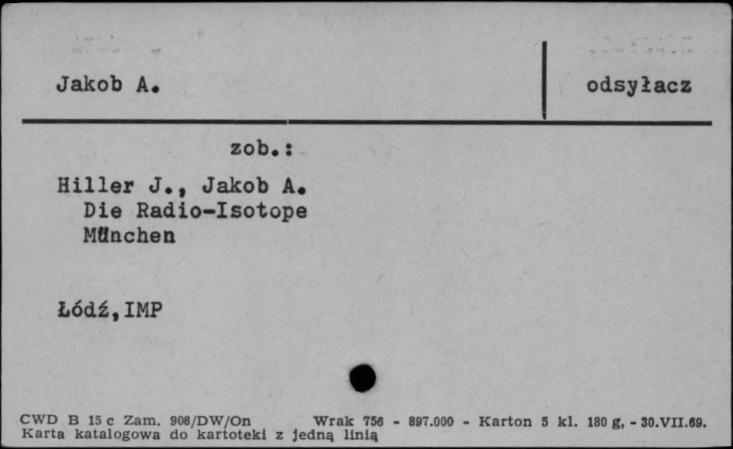 Jakob A.
odsyłacz
zob.:
Hiller J., Jakob A.
Die Radio-Isotope
München
Łódź,IMP
CWD B 15 c Zam. 908/DW/On Wrak 756 - 897.000 - Karton 5 kl. 180 g, - 30.VII.69.
Karta katalogowa do kartoteki z jedną linią